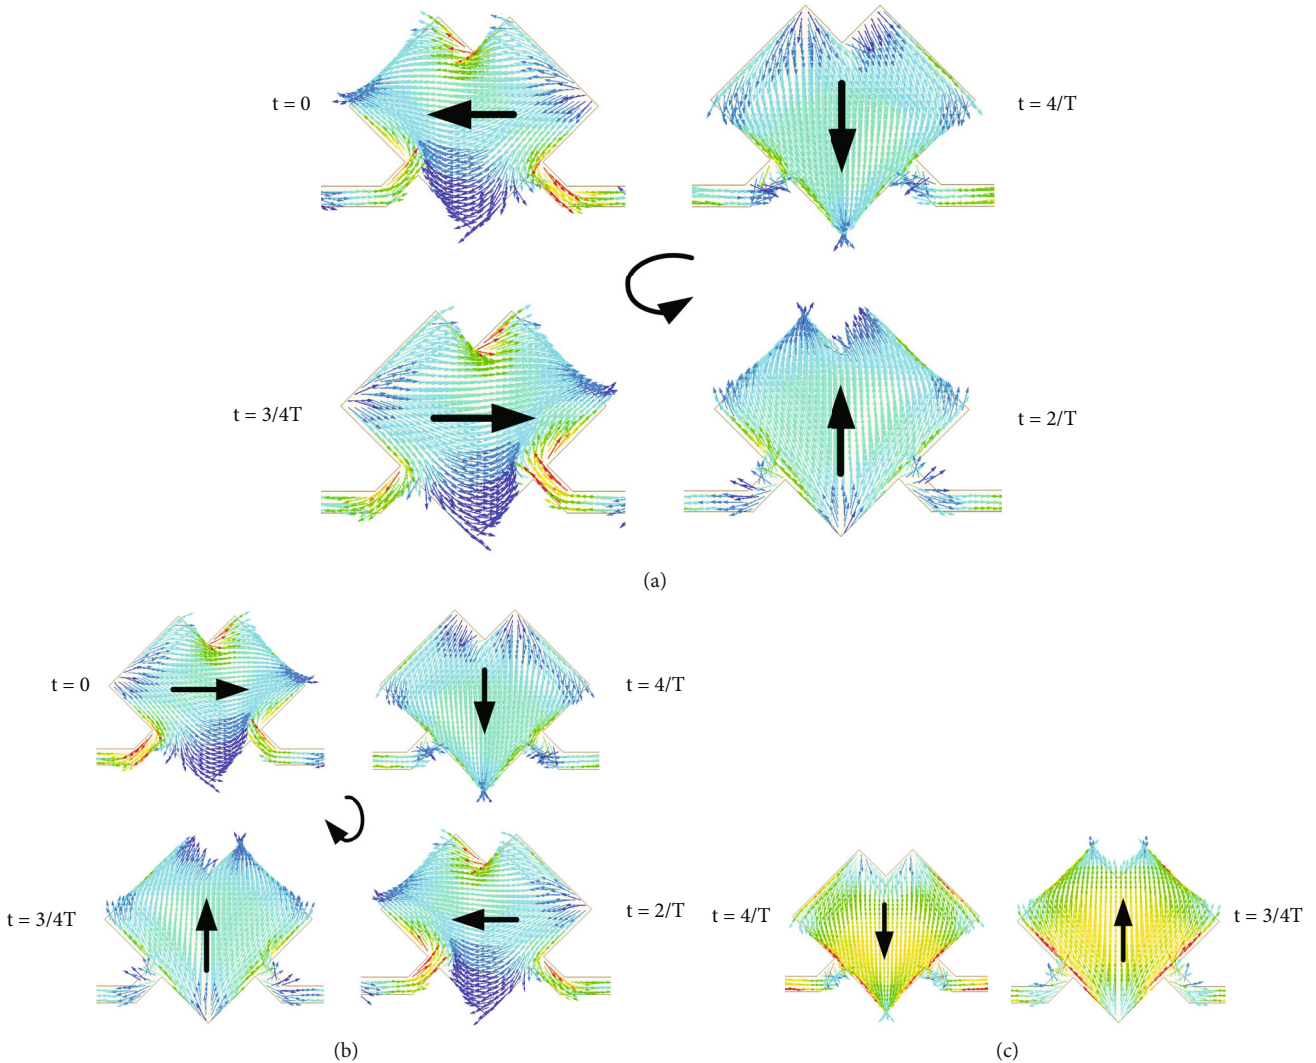 t = 0
t = 4/T
t = 3/4T
t = 2/T
(a)
t = 0
t = 4/T
t = 3/4T
t = 2/T
(b)
t = 4/T
t = 3/4T
(c)